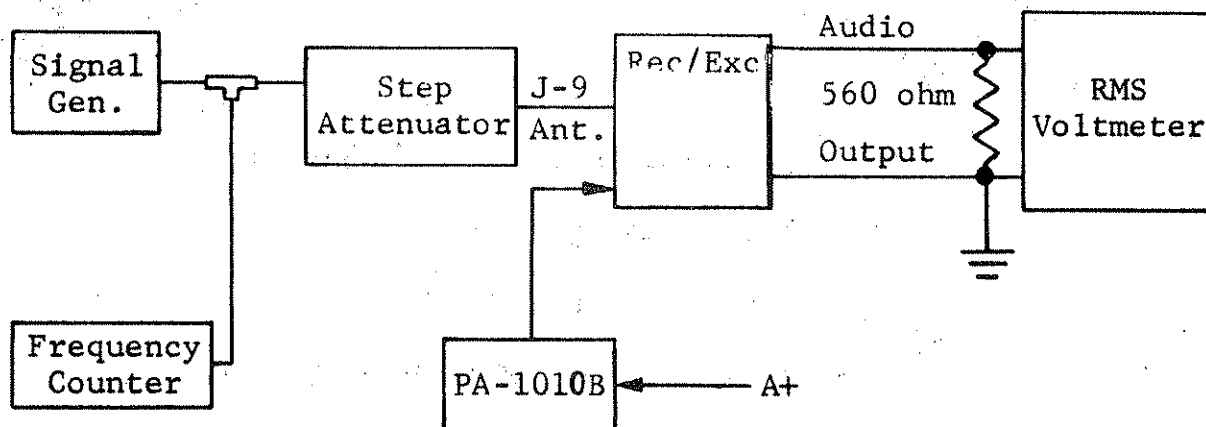 Signal
Gen.
Step
Attenuator
J-9
Ant.
Rec/Exc
Audio
560 ohm
Output
RMS
Voltmeter
Frequency
Counter
PA-1010B
A+